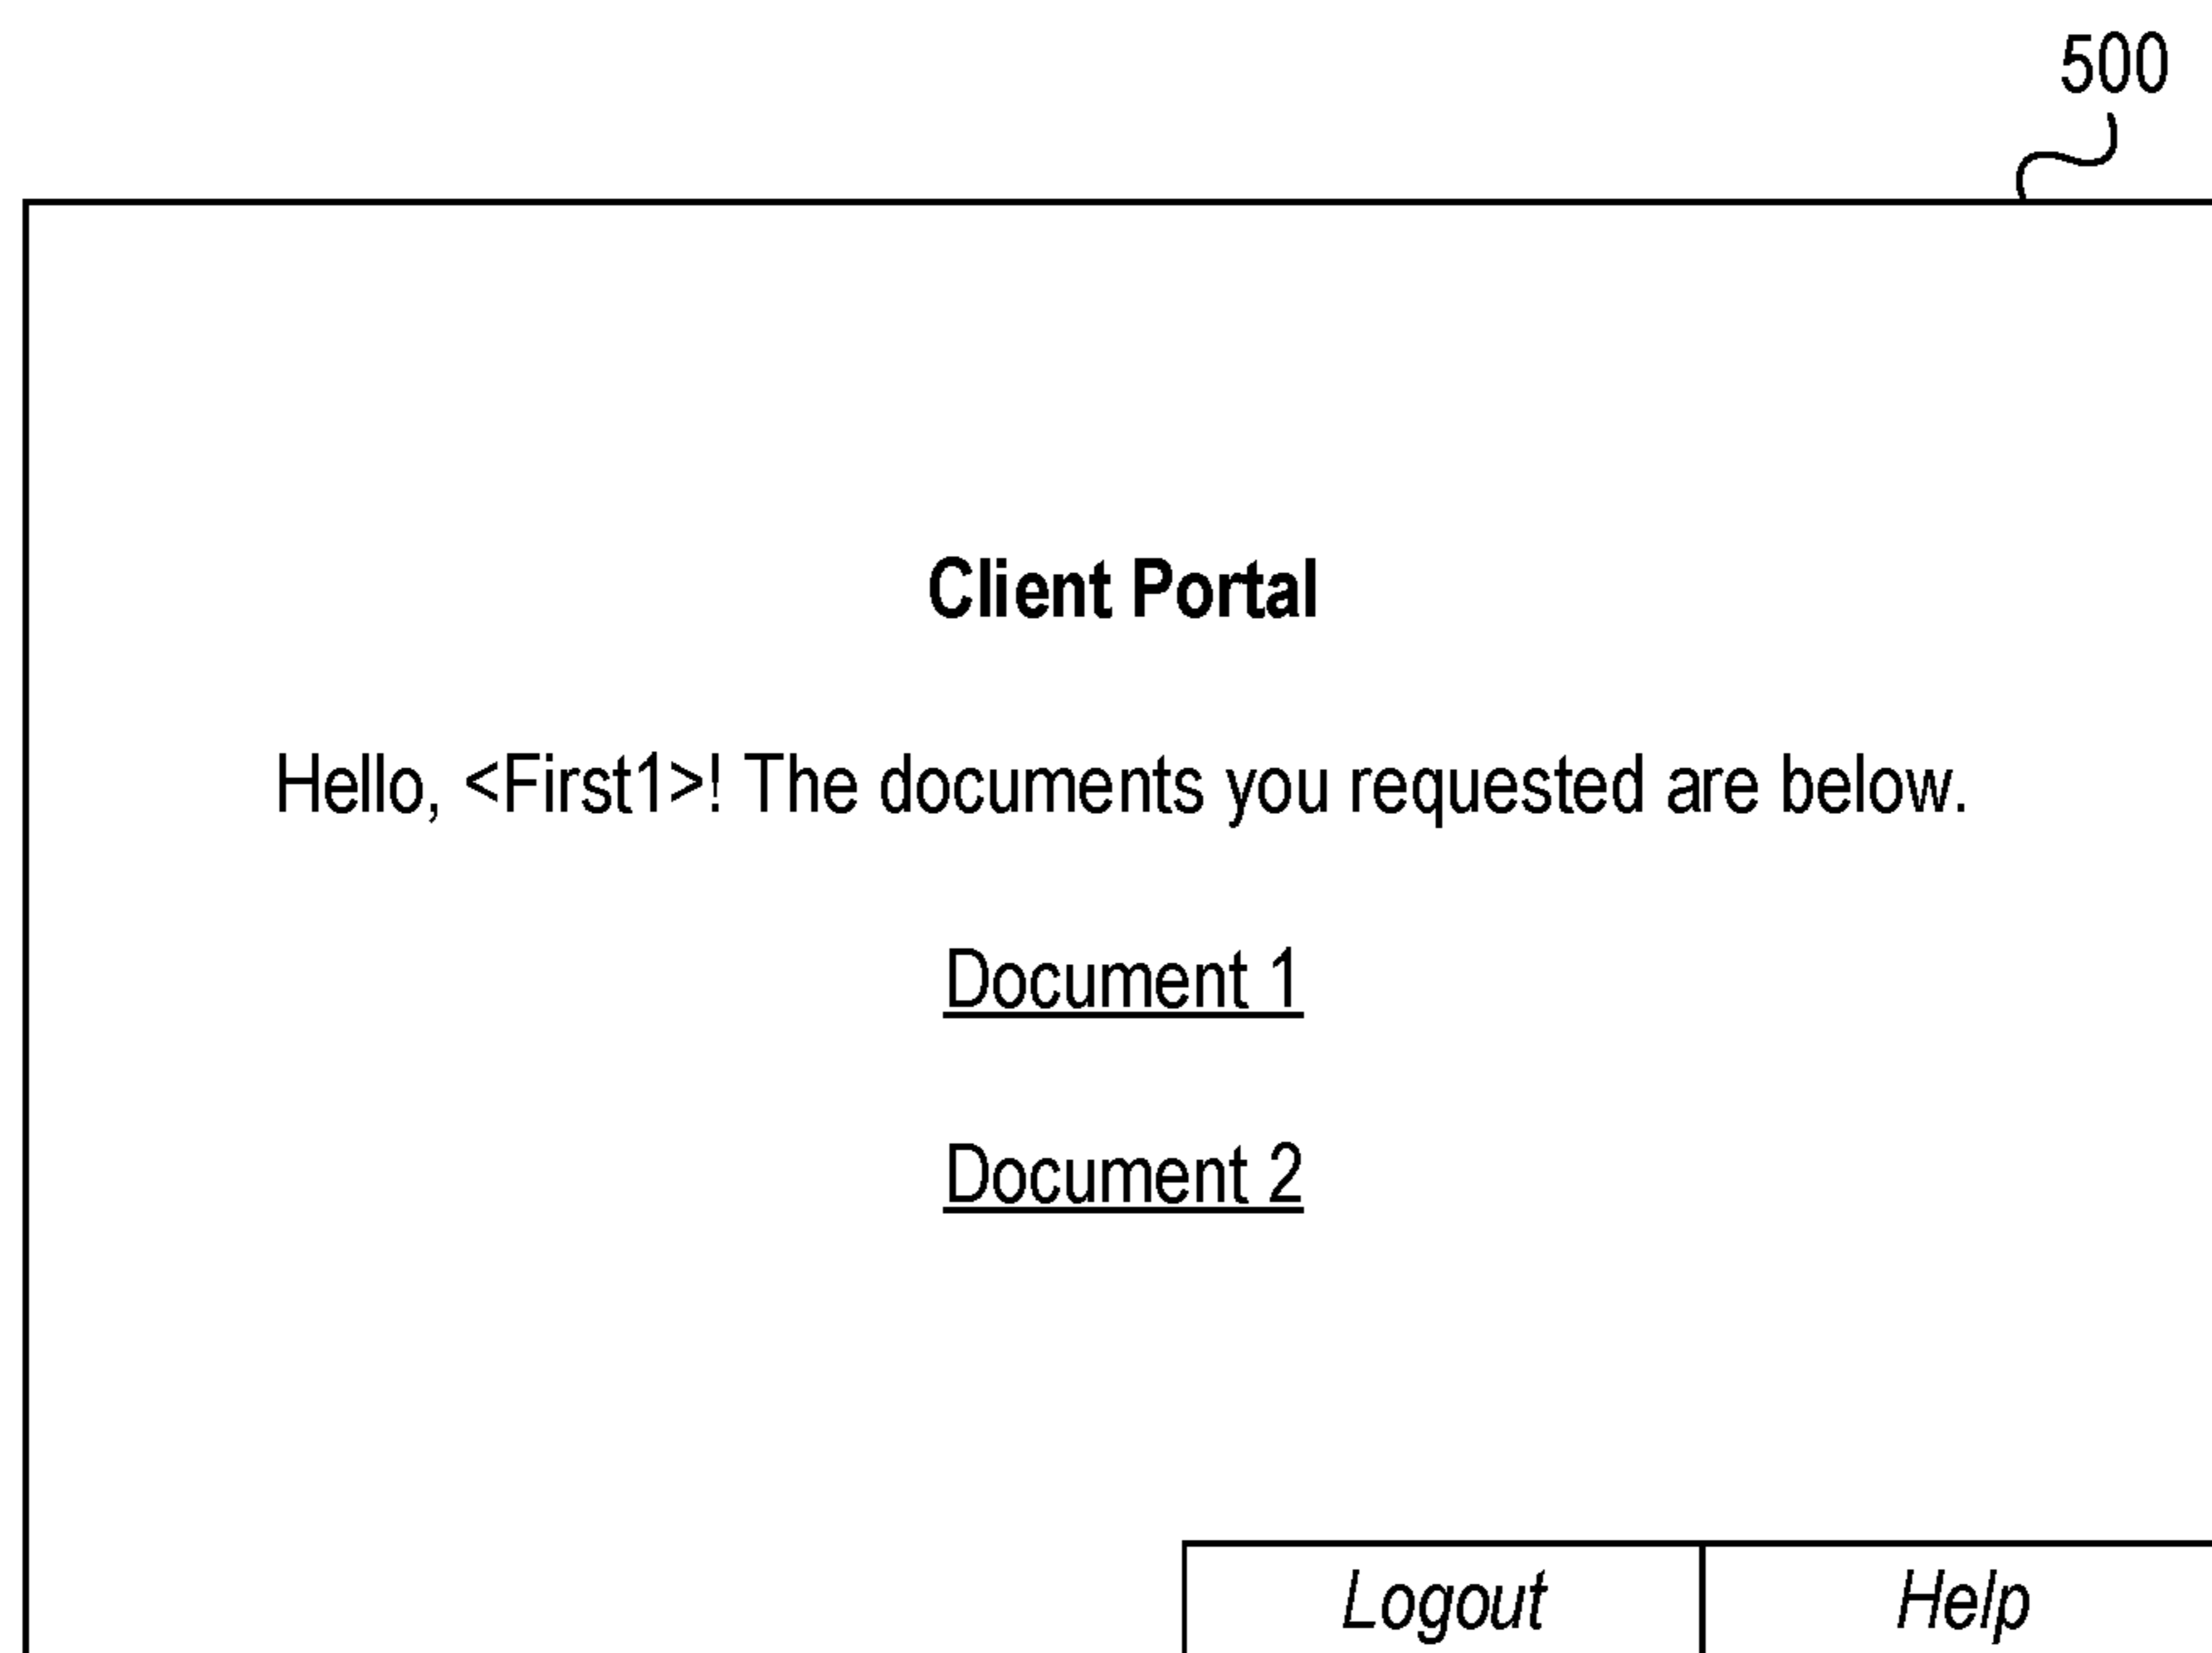 500
Client Portal
Hello, <First1>! The documents you requested are below.
Document 1
Document 2
Logout Help